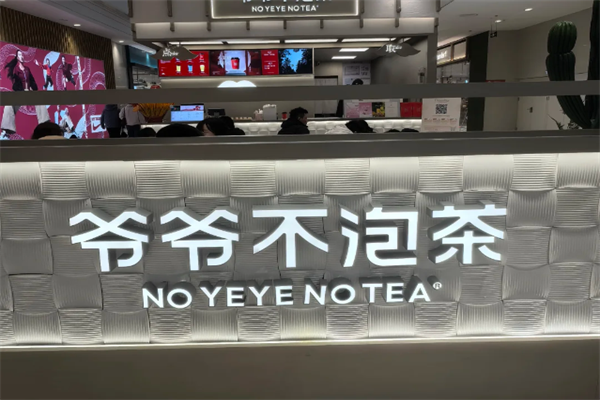 NO YEYE NO TEA
爷爷不泡茶
NO YEYE NO TEA®